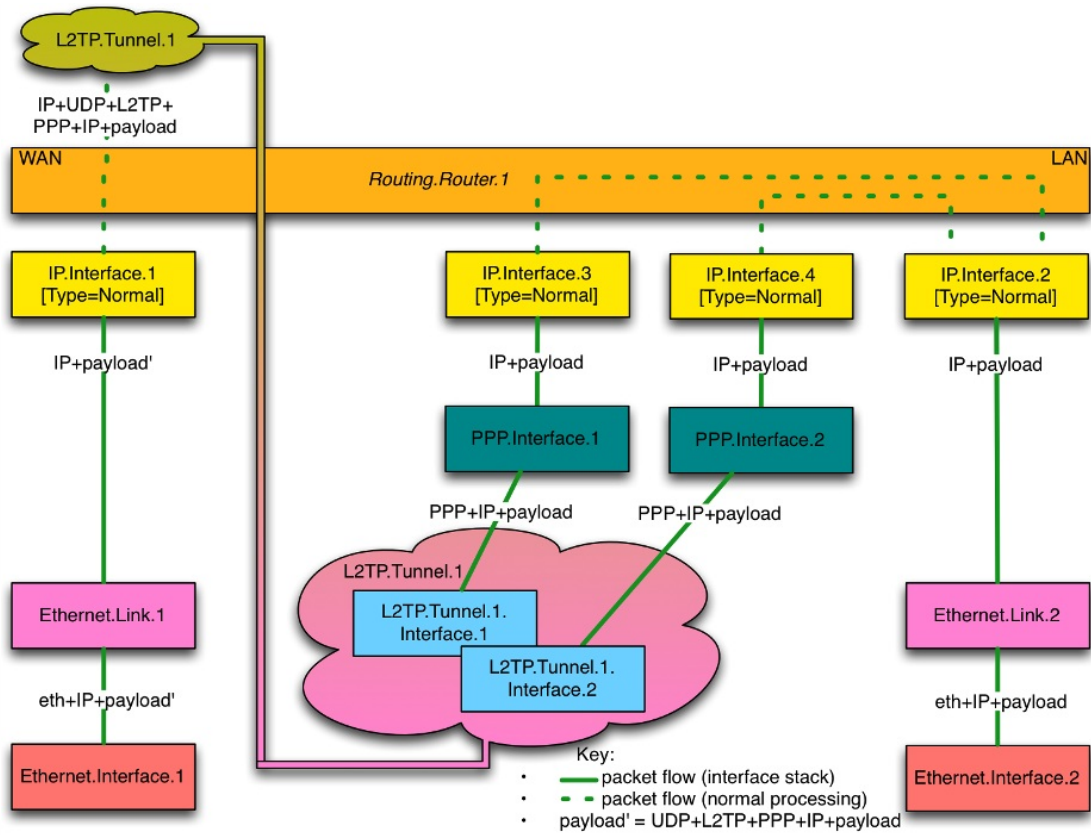 L2TP.Tunnel.1
IP+UDP+L2TP+
PPP+IP+payload
WAN
LAN
Routing.Router.1
IP.Interface.1
[Type=Normal]
IP.Interface.3
[Type=Normal]
IP.Interface.4
[Type=Normal]
IP.Interface.2
[Type=Normal]
IP+payload'
IP+payload
IP+payload
IP+payload
PPP.Interface.1
PPP.Interface.2
PPP+IP+payload
PPP+IP+payload
L2TP.Tunnel.1
L2TP.Tunnel.1.
Interface.1
L2TP.Tunnel.1.
Interface.2
Ethernet.Link.1
Ethernet.Link.2
eth+IP+payload'
eth+IP+payload
Ethernet.Interface.1
Ethernet.Interface.2
Key:
• packet flow (interface stack)
• packet flow (normal processing)
• payload' = UDP+L2TP+PPP+IP+payload